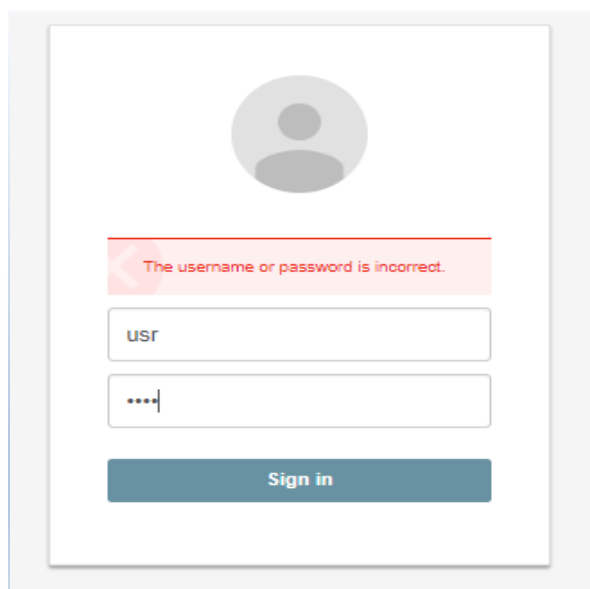 The username or password is incorrect.
usr
••••
Sign in